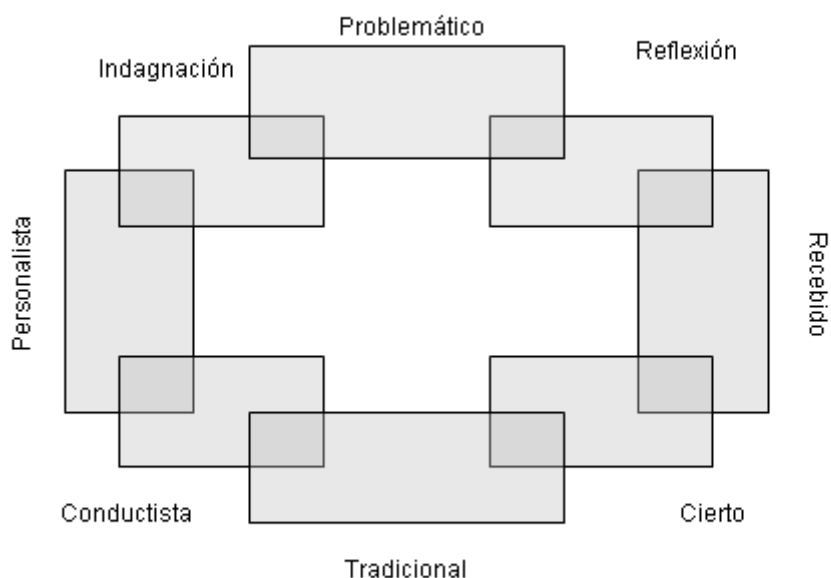 Problemático
Reflexión
Indagnación
Personalista
Recebido
Conductista
Cierto
Tradicional